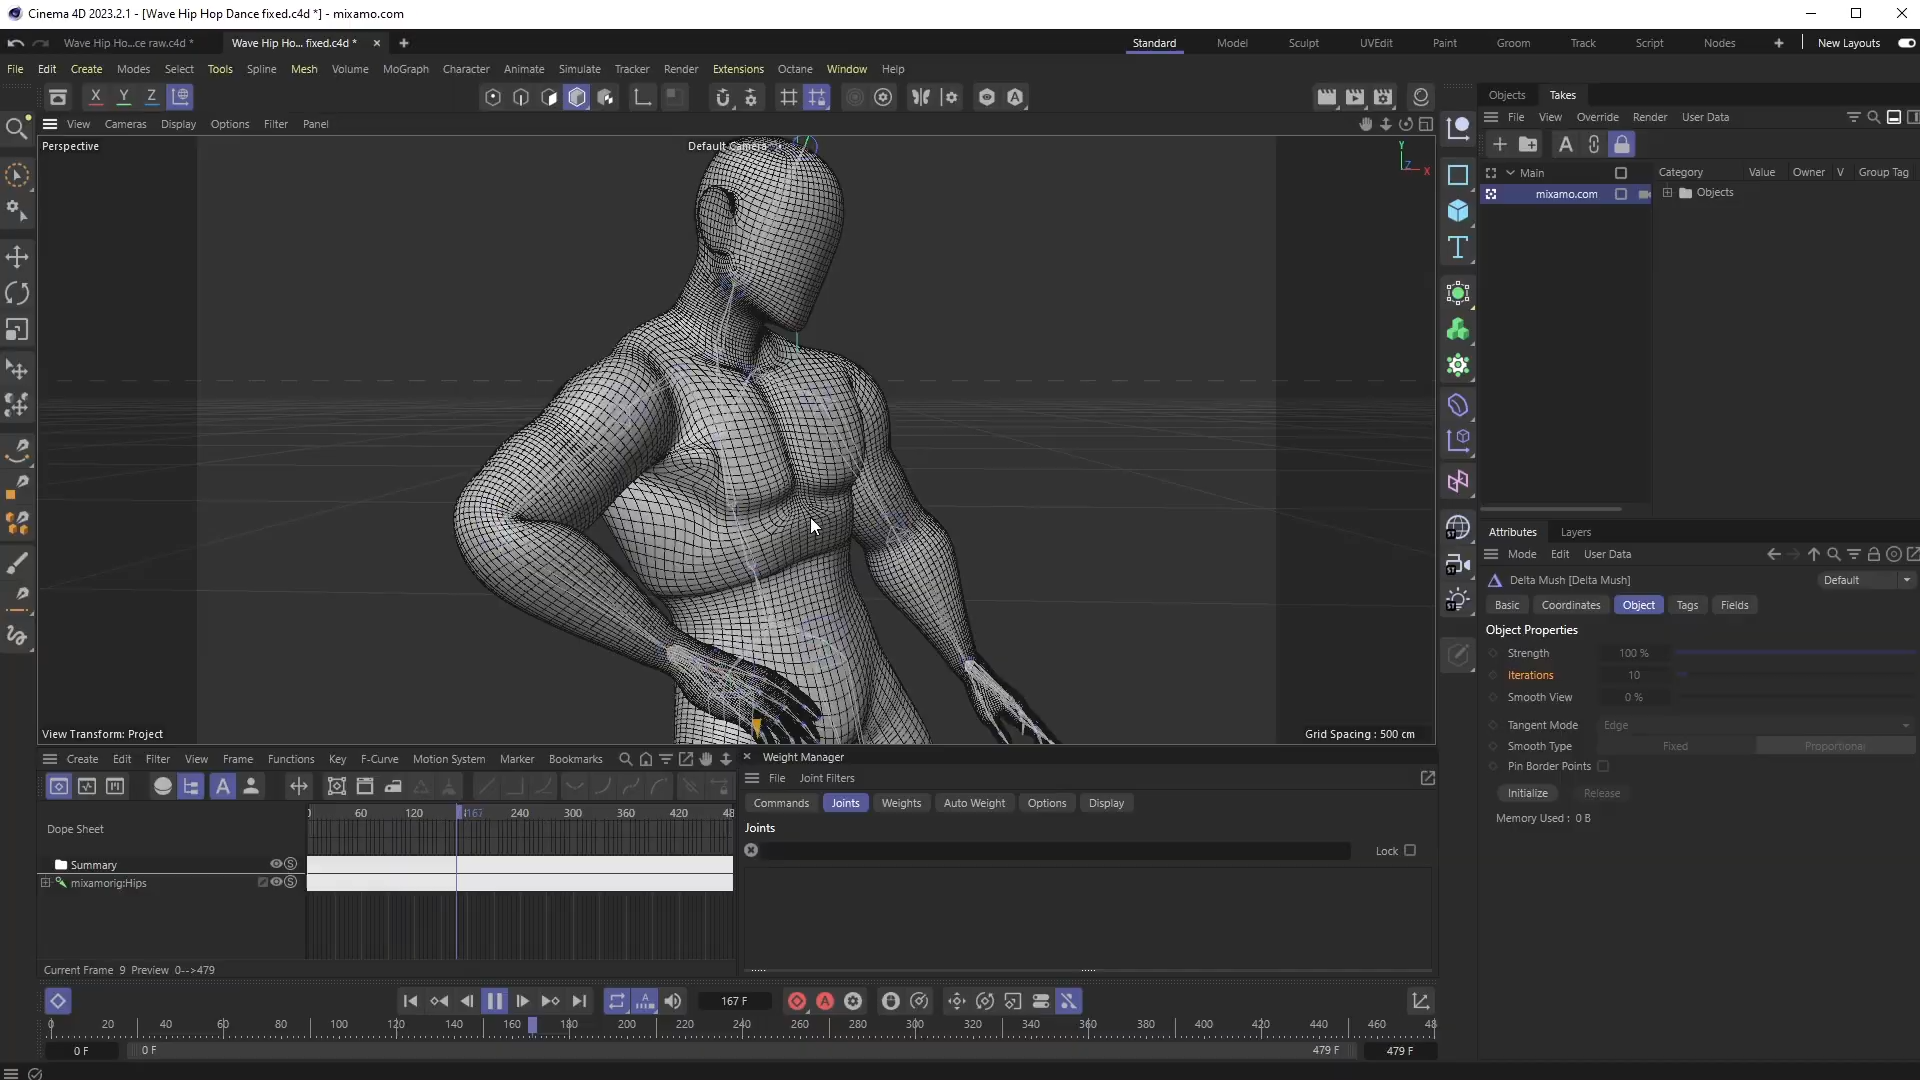 Cinema 4D 2023.2.1 - [Wave Hip Hop Dance fixed.c4d *] - mixamo.com
Wave Hip Ho...ce raw.c4d *
Wave Hip Ho... fixed.c4d *
Standard
Model
Sculpt
UVEdit
Paint
Groom
Track
Script
Nodes
New Layouts
File Edit Create Modes Select Tools Spline Mesh Volume MoGraph Character Animate Simulate Tracker Render Extensions Octane Window Help
X Y Z
Objects
Takes
View Cameras Display Options Filter Panel
File View Override Render User Data
Perspective
Default Camera
Y
Z
X
Main
Category Value Owner V Group Tag
mixamo.com
Objects
Attributes
Layers
Mode Edit User Data
Delta Mush [Delta Mush]
Default
Basic Coordinates Object Tags Fields
Object Properties
Strength 100 %
Iterations 10
Smooth View 0 %
Tangent Mode Edge
Smooth Type Fixed Proportional
Pin Border Points
Initialize Release
Memory Used : 0 B
View Transform: Project
Grid Spacing : 500 cm
Create Edit Filter View Frame Functions Key F-Curve Motion System Marker Bookmarks
Weight Manager
File Joint Filters
Commands Joints Weights Auto Weight Options Display
60 120 167 240 300 360 420 48
Dope Sheet
Joints
Lock
Summary
mixamorig:Hips
Current Frame 9 Preview 0-->479
167 F
0 20 40 60 80 100 120 140 160 180 200 220 240 260 280 300 320 340 360 380 400 420 440 460 48
0 F
0 F
479 F
479 F